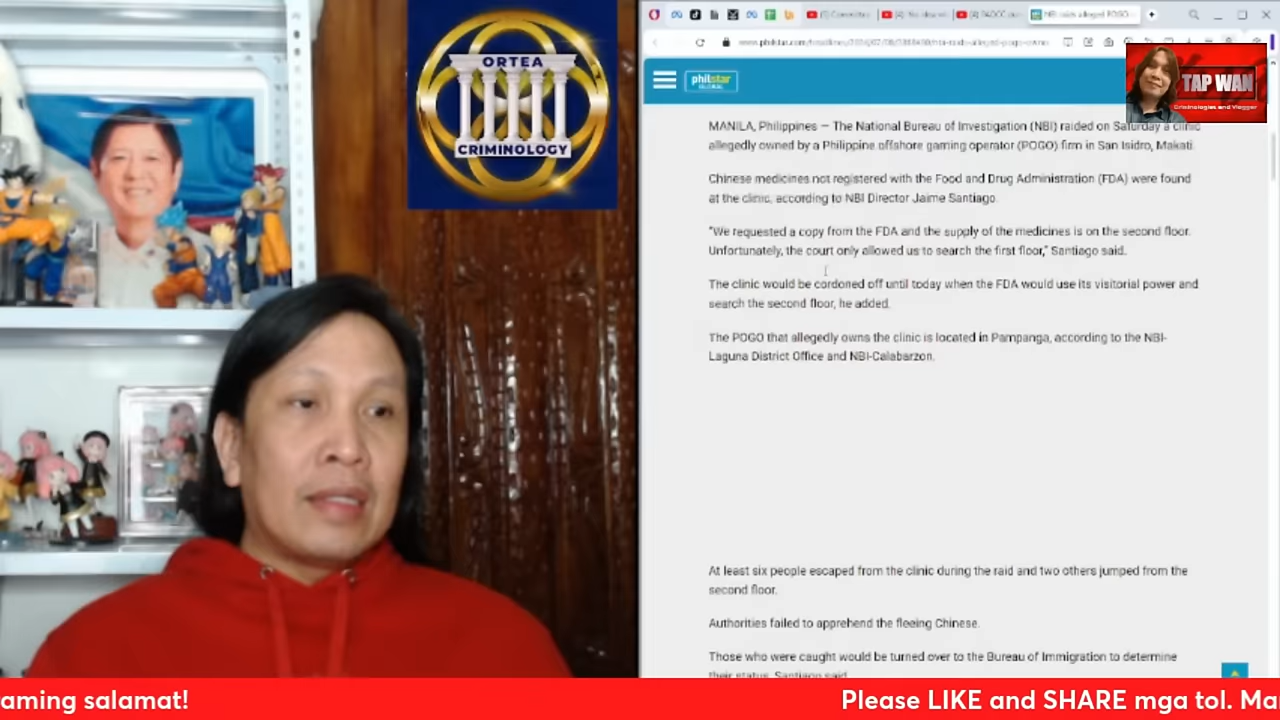 ORTEA
CRIMINOLOGY
philstar
GLOBAL
TAP WAN
Criminologist and Vlogger
MANILA, Philippines — The National Bureau of Investigation (NBI) raided on Saturday a clinic
allegedly owned by a Philippine offshore gaming operator (POGO) firm in San Isidro, Makati.
Chinese medicines not registered with the Food and Drug Administration (FDA) were found
at the clinic, according to NBI Director Jaime Santiago.
“We requested a copy from the FDA and the supply of the medicines is on the second floor.
Unfortunately, the court only allowed us to search the first floor,” Santiago said.
The clinic would be cordoned off until today when the FDA would use its visitorial power and
search the second floor, he added.
The POGO that allegedly owns the clinic is located in Pampanga, according to the NBI-
Laguna District Office and NBI-Calabarzon.
At least six people escaped from the clinic during the raid and two others jumped from the
second floor.
Authorities failed to apprehend the fleeing Chinese.
Those who were caught would be turned over to the Bureau of Immigration to determine
their status, Santiago said.
aming salamat!
Please LIKE and SHARE mga tol. Ma